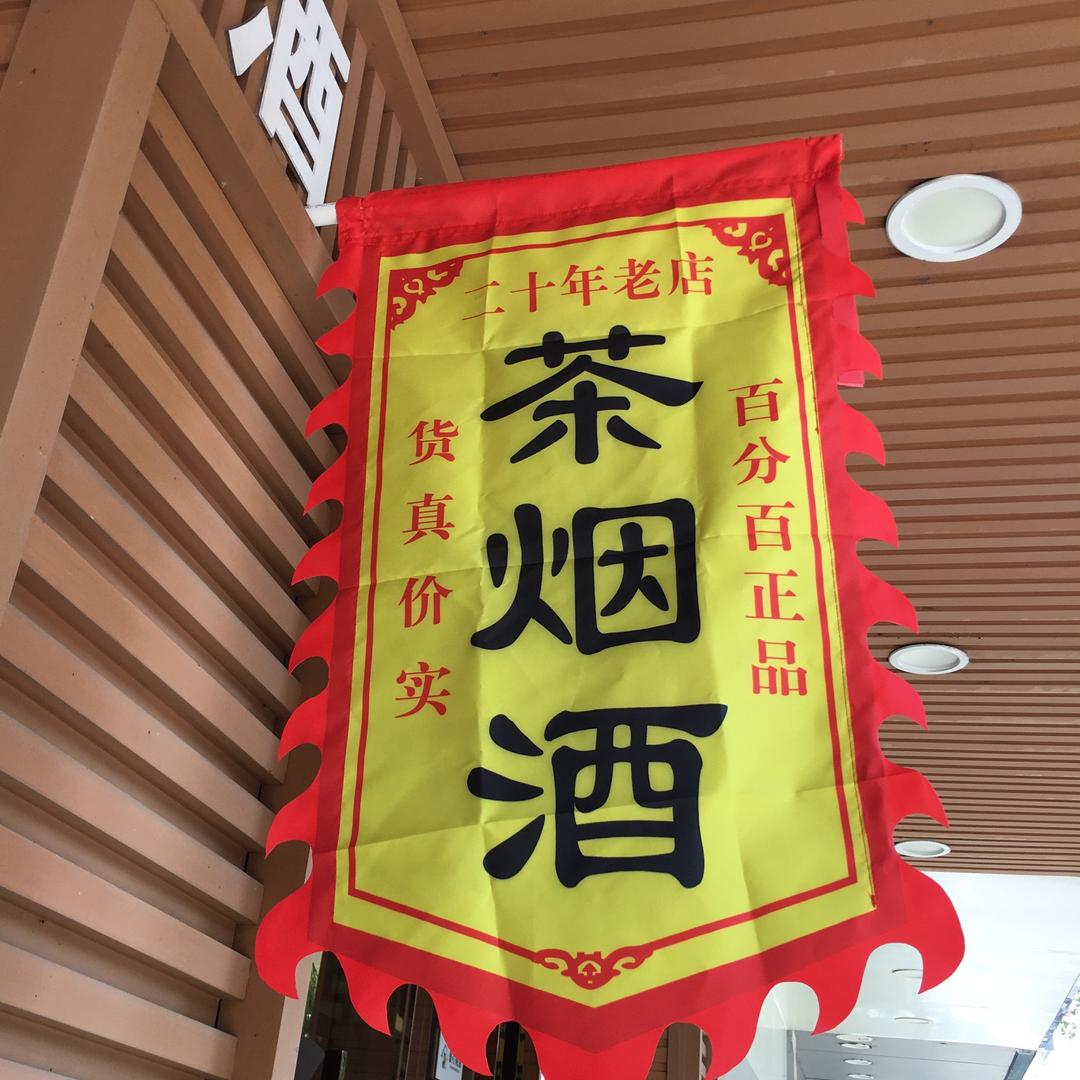 酒
二十年老店
百分百正品
茶烟酒
货真价实